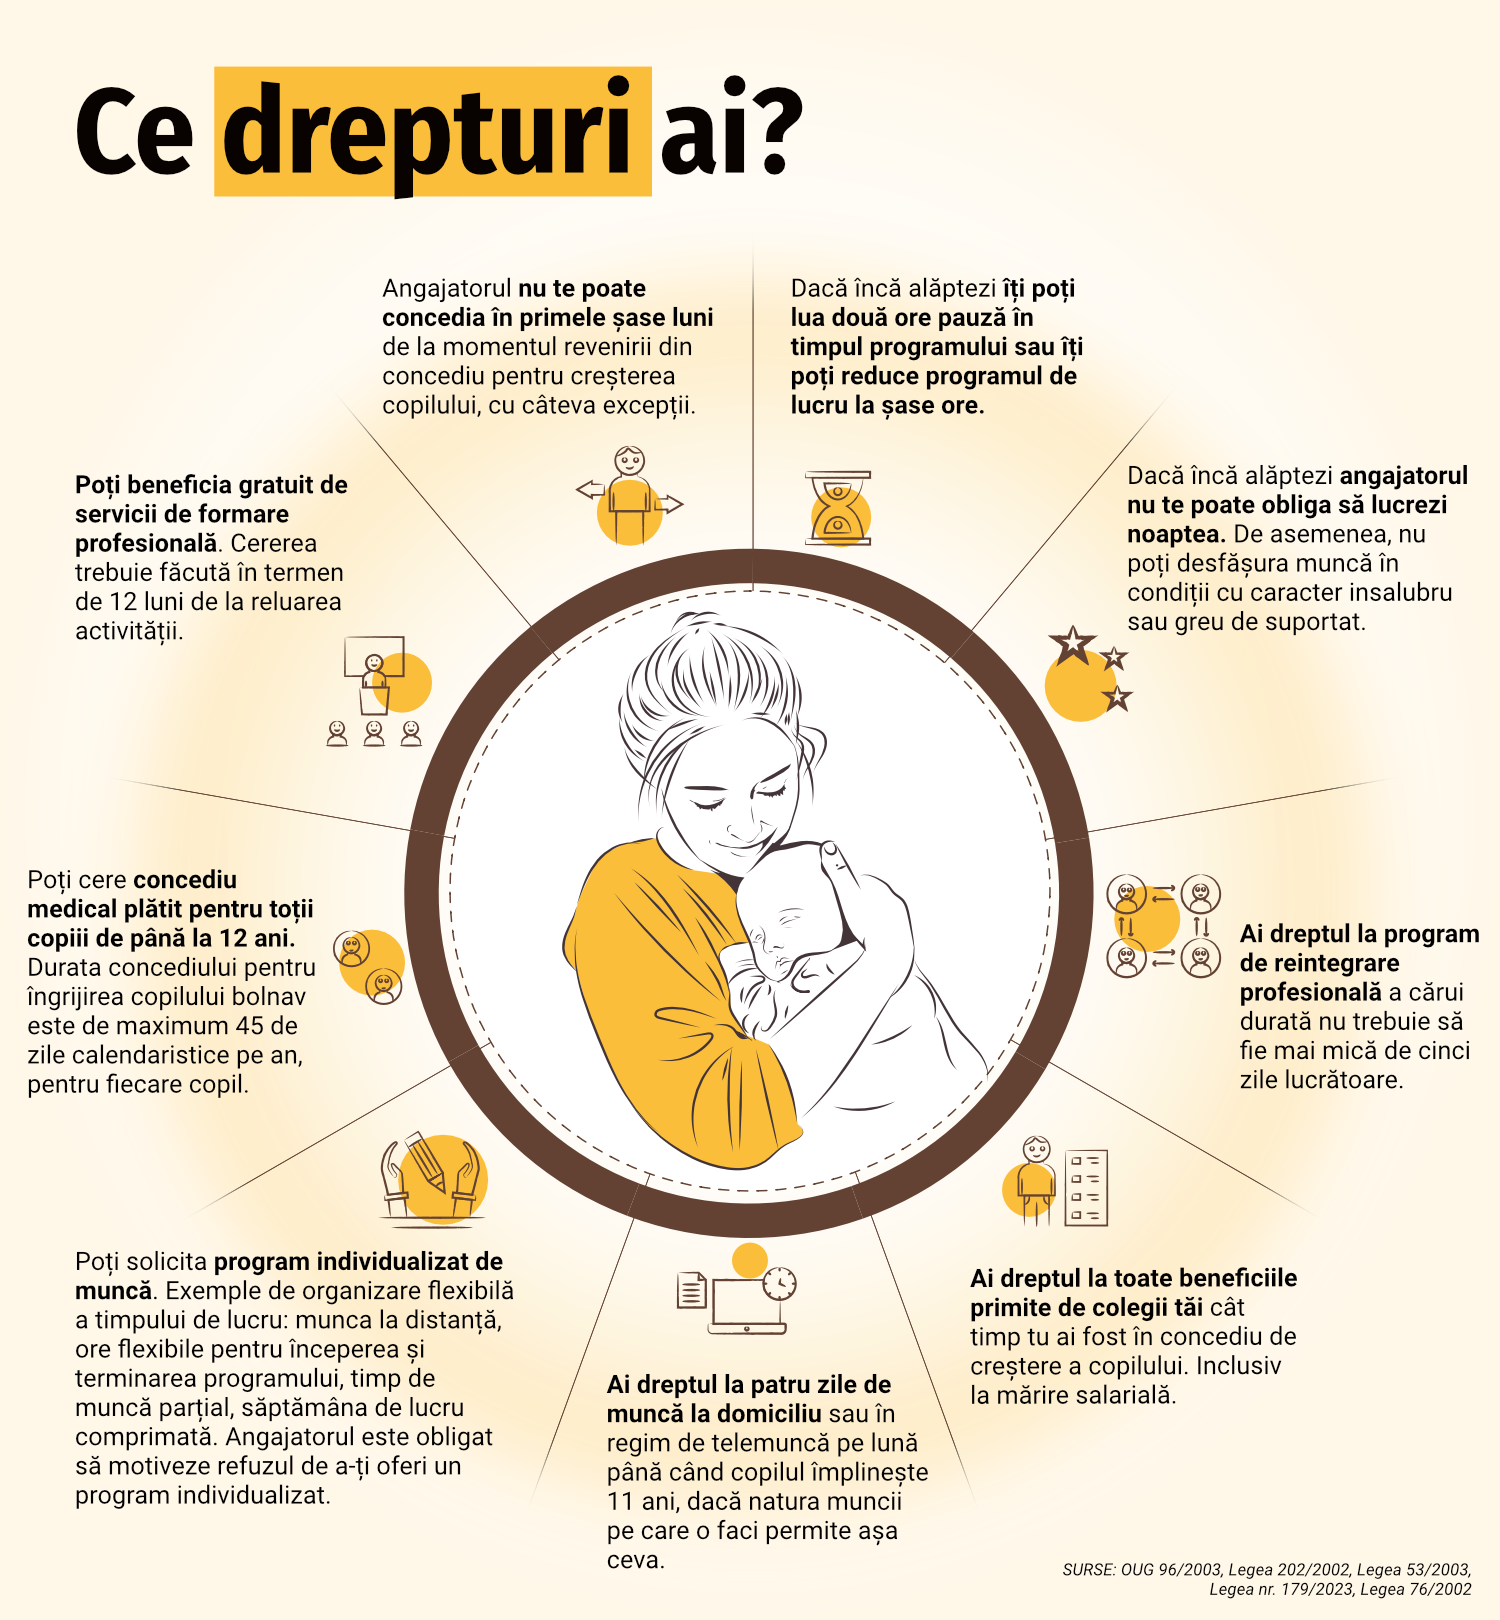 Ce drepturi ai?
Angajatorul nu te poate
concedia în primele șase luni
de la momentul revenirii din
concediu pentru creșterea
copilului, cu câteva excepții.
Dacă încă alăptezi îți poți
lua două ore pauză în
timpul programului sau îți
poți reduce programul de
lucru la șase ore.
Dacă încă alăptezi angajatorul
nu te poate obliga să lucrezi
noaptea. De asemenea, nu
poți desfășura muncă în
condiții cu caracter insalubru
sau greu de suportat.
Ai dreptul la program
de reintegrare
profesională a cărui
durată nu trebuie să
fie mai mică de cinci
zile lucrătoare.
Ai dreptul la toate beneficiile
primite de colegii tăi cât
timp tu ai fost în concediu de
creștere a copilului. Inclusiv
la mărire salarială.
Ai dreptul la patru zile de
muncă la domiciliu sau în
regim de telemuncă pe lună
până când copilul împlinește
11 ani, dacă natura muncii
pe care o faci permite așa
ceva.
Poți solicita program individualizat de
muncă. Exemple de organizare flexibilă
a timpului de lucru: munca la distanță,
ore flexibile pentru începerea și
terminarea programului, timp de
muncă parțial, săptămâna de lucru
comprimată. Angajatorul este obligat
să motiveze refuzul de a-ți oferi un
program individualizat.
Poți cere concediu
medical plătit pentru toții
copiii de până la 12 ani.
Durata concediului pentru
îngrijirea copilului bolnav
este de maximum 45 de
zile calendaristice pe an,
pentru fiecare copil.
Poți beneficia gratuit de
servicii de formare
profesională. Cererea
trebuie făcută în termen
de 12 luni de la reluarea
activității.
SURSE: OUG 96/2003, Legea 202/2002, Legea 53/2003,
Legea nr. 179/2023, Legea 76/2002